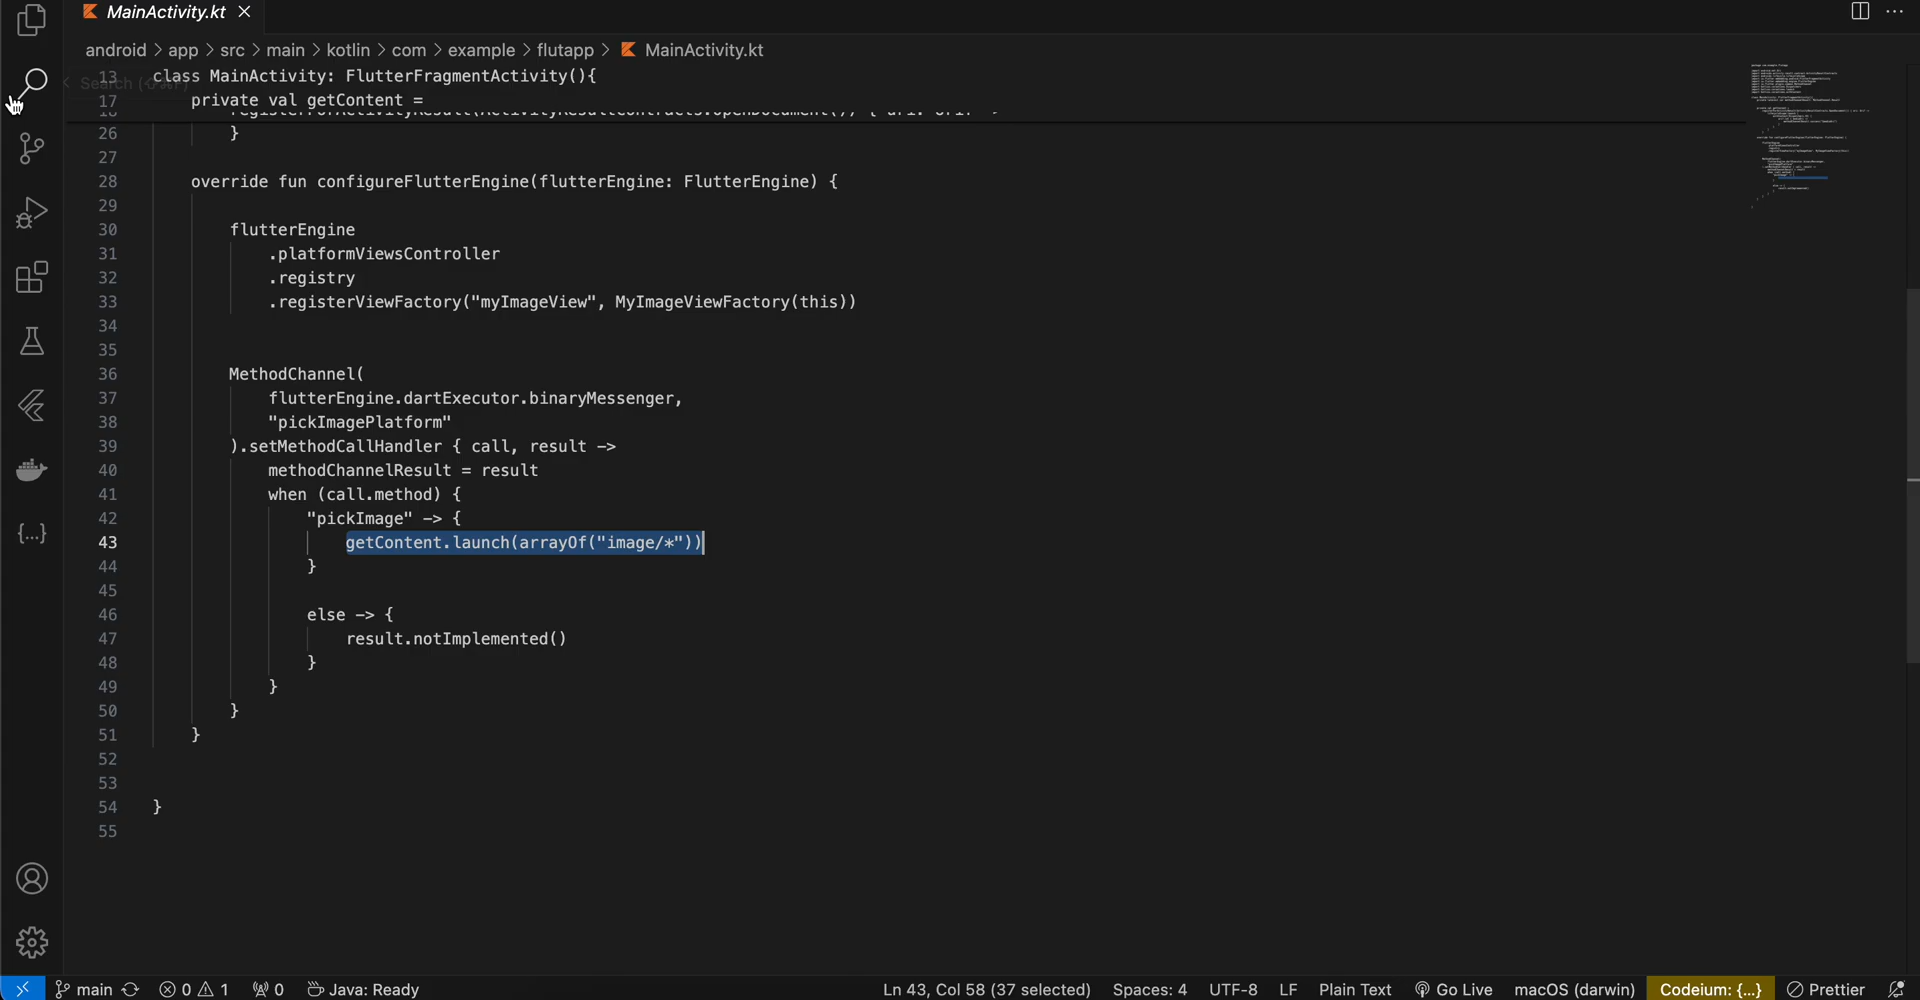 MainActivity.kt
android > app > src > main > kotlin > com > example > flutapp > MainActivity.kt
13 class MainActivity: FlutterFragmentActivity(){
17 private val getContent =
26 }
27
28 override fun configureFlutterEngine(flutterEngine: FlutterEngine) {
29
30 flutterEngine
31 .platformViewsController
32 .registry
33 .registerViewFactory("myImageView", MyImageViewFactory(this))
34
35
36 MethodChannel(
37 flutterEngine.dartExecutor.binaryMessenger,
38 "pickImagePlatform"
39 ).setMethodCallHandler { call, result ->
40 methodChannelResult = result
41 when (call.method) {
42 "pickImage" -> {
43 getContent.launch(arrayOf("image/*"))
44 }
45
46 else -> {
47 result.notImplemented()
48 }
49 }
50 }
51 }
52
53
54 }
55
main 0 1 0 Java: Ready Ln 43, Col 58 (37 selected) Spaces: 4 UTF-8 LF Plain Text Go Live macOS (darwin) Codeium: {...} Prettier